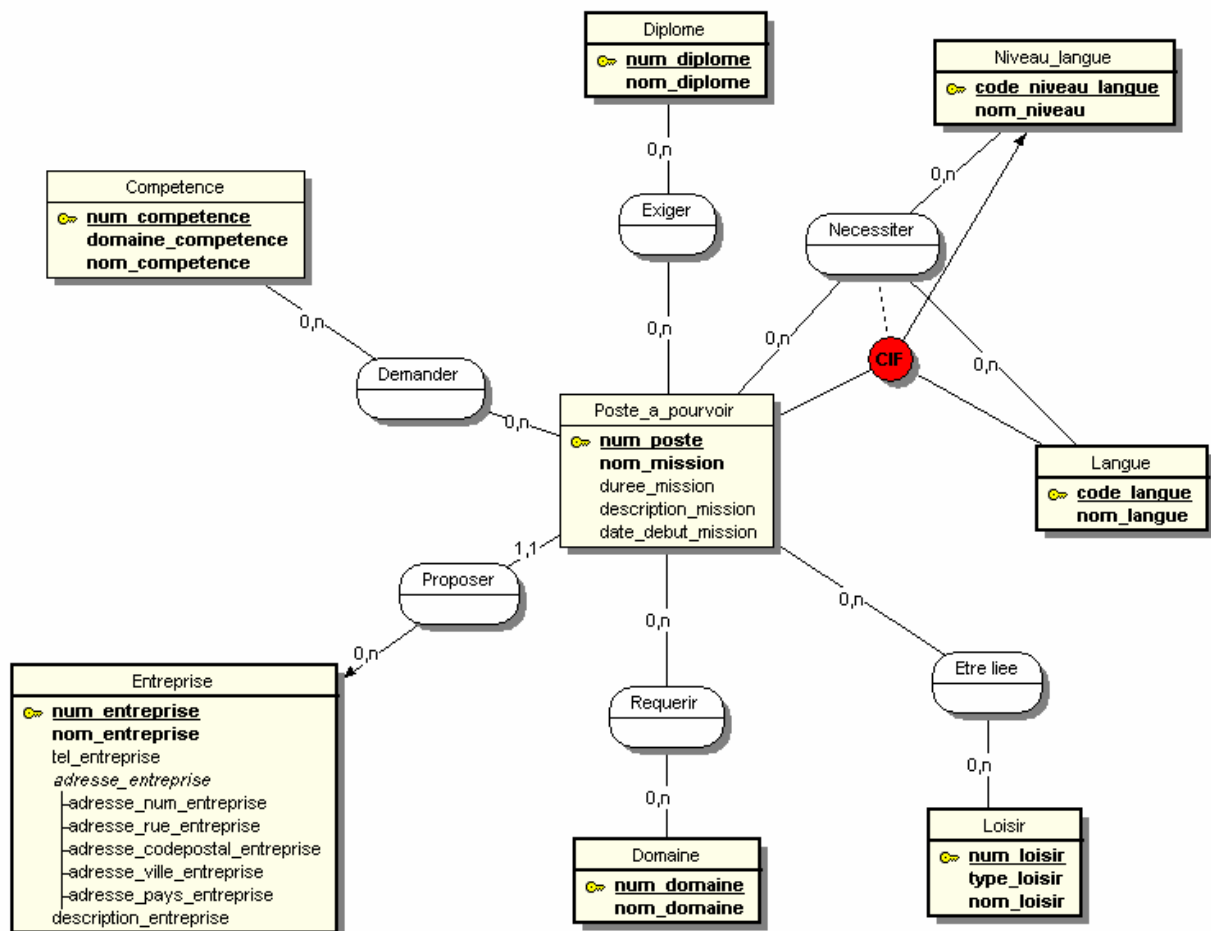 Diplome
num_diplome
nom_diplome
Niveau_langue
code_niveau_langue
nom_niveau
0,n
0,n
Competence
num_competence
domaine_competence
nom_competence
Exiger
Necessiter
0,n
0,n
0,n
0,n
CIF
Demander
0,n
Poste_a_pourvoir
num_poste
nom_mission
duree_mission
description_mission
date_debut_mission
Langue
code_langue
nom_langue
1,1
Proposer
0,n
0,n
0,n
Entreprise
num_entreprise
nom_entreprise
tel_entreprise
adresse_entreprise
adresse_num_entreprise
adresse_rue_entreprise
adresse_codepostal_entreprise
adresse_ville_entreprise
adresse_pays_entreprise
description_entreprise
Requerir
Etre liee
0,n
0,n
Domaine
num_domaine
nom_domaine
Loisir
num_loisir
type_loisir
nom_loisir